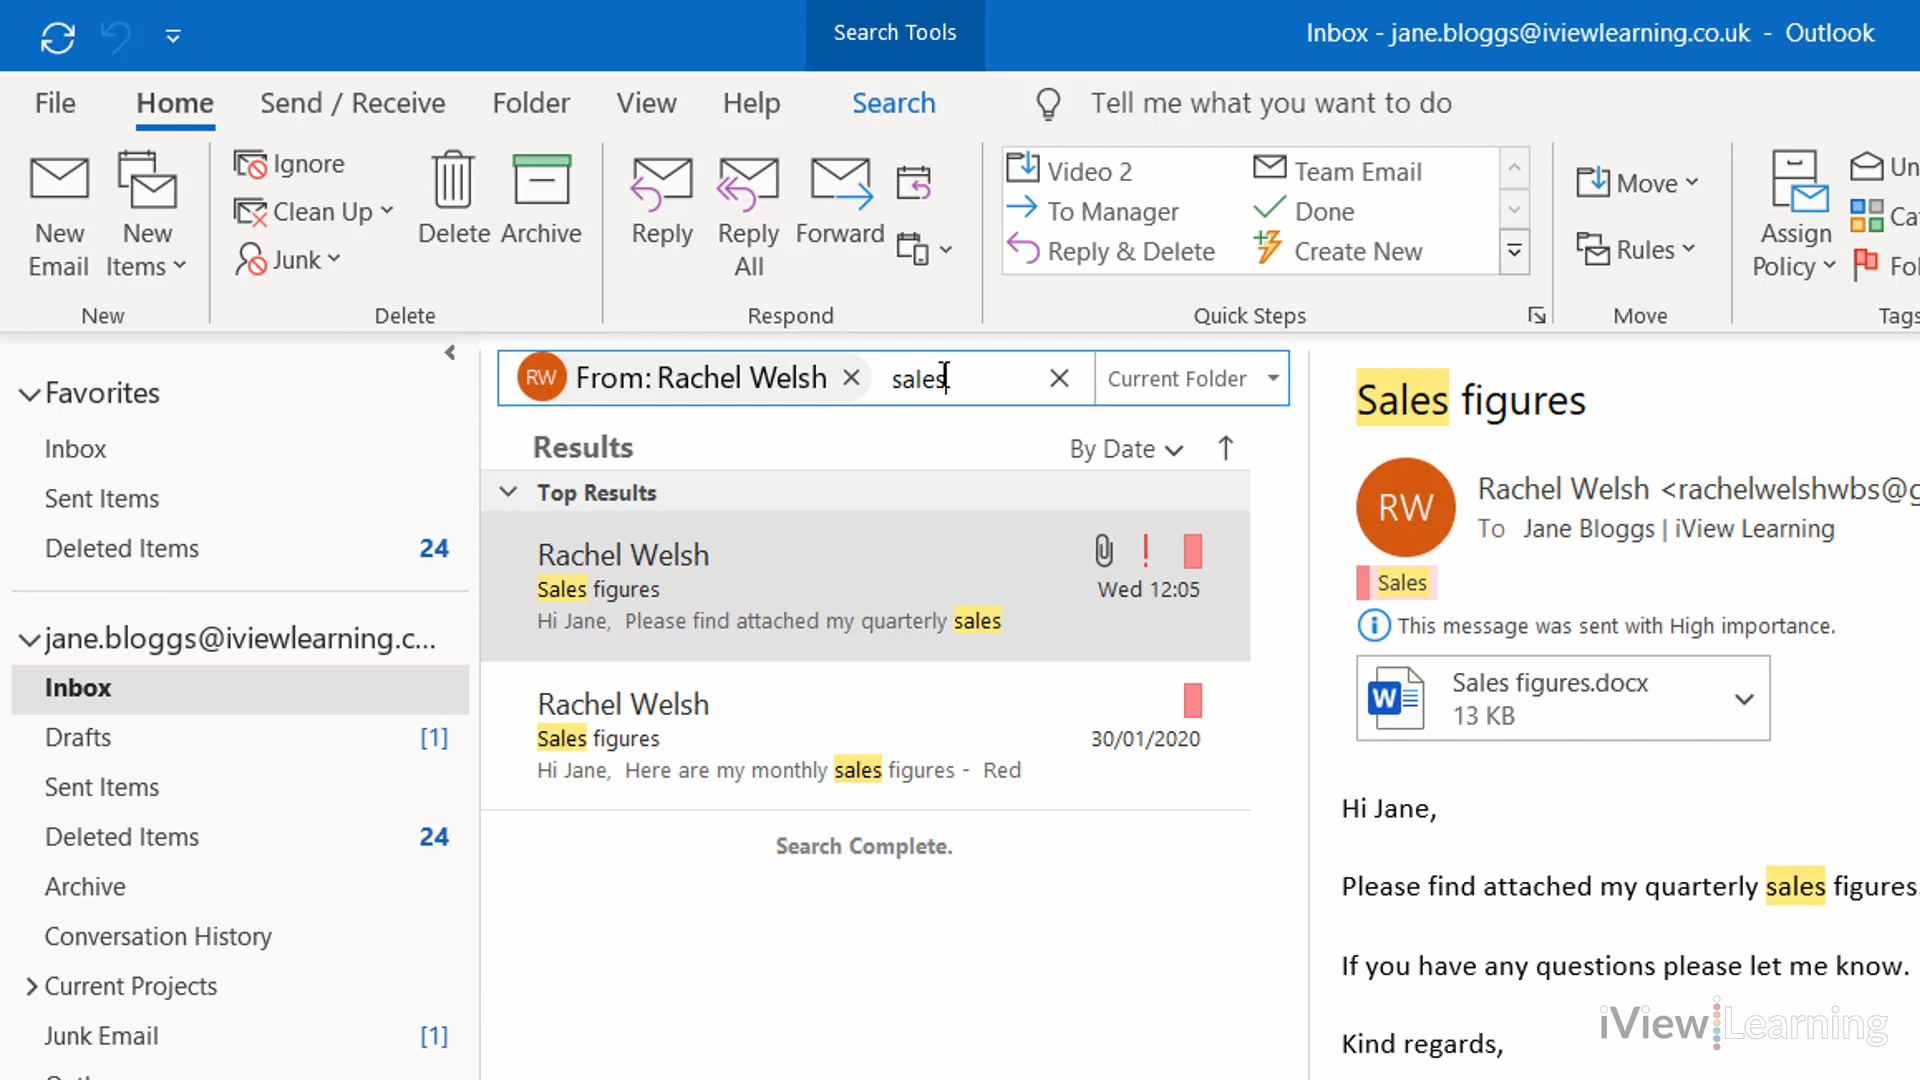 Search Tools
Inbox - jane.bloggs@iviewlearning.co.uk - Outlook
File Home Send / Receive Folder View Help Search Tell me what you want to do
New Email
New Items
Ignore
Clean Up
Junk
Delete
Archive
Reply
Reply All
Forward
Video 2
To Manager
Reply & Delete
Team Email
Done
Create New
Move
Rules
Assign Policy
New
Delete
Respond
Quick Steps
Move
Tags
Favorites
Inbox
Sent Items
Deleted Items 24
jane.bloggs@iviewlearning.c...
Inbox
Drafts [1]
Sent Items
Deleted Items 24
Archive
Conversation History
Current Projects
Junk Email [1]
RW From: Rachel Welsh sales Current Folder
Results By Date
Top Results
Rachel Welsh
Sales figures Wed 12:05
Hi Jane, Please find attached my quarterly sales
Rachel Welsh
Sales figures 30/01/2020
Hi Jane, Here are my monthly sales figures - Red
Search Complete.
Sales figures
RW
Rachel Welsh <rachelwelshwbs@g
To Jane Bloggs | iView Learning
Sales
This message was sent with High importance.
W
Sales figures.docx
13 KB
Hi Jane,
Please find attached my quarterly sales figures.
If you have any questions please let me know.
Kind regards,
iView Learning